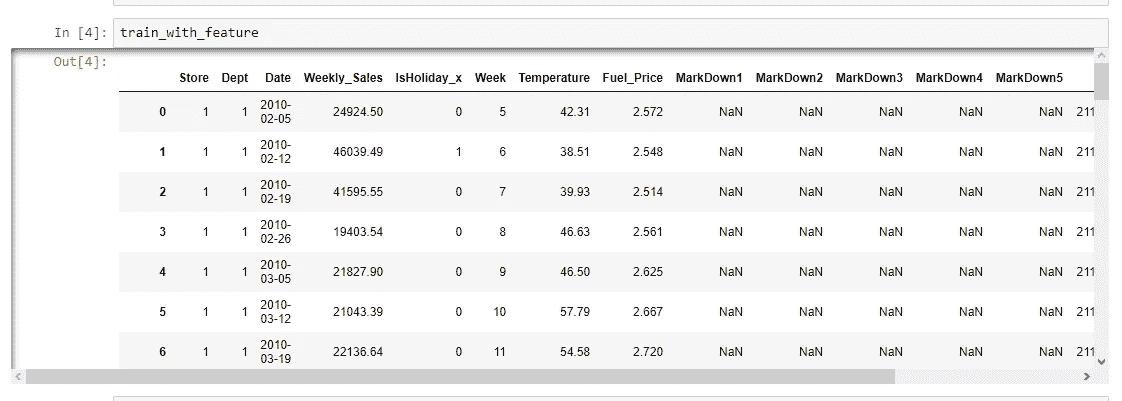 In [4]: train_with_feature
Out[4]:
Store Dept Date Weekly_Sales IsHoliday_x Week Temperature Fuel_Price MarkDown1 MarkDown2 MarkDown3 MarkDown4 MarkDown5
0 1 1 2010-02-05 24924.50 0 5 42.31 2.572 NaN NaN NaN NaN NaN 211
1 1 1 2010-02-12 46039.49 1 6 38.51 2.548 NaN NaN NaN NaN NaN 211
2 1 1 2010-02-19 41595.55 0 7 39.93 2.514 NaN NaN NaN NaN NaN 211
3 1 1 2010-02-26 19403.54 0 8 46.63 2.561 NaN NaN NaN NaN NaN 211
4 1 1 2010-03-05 21827.90 0 9 46.50 2.625 NaN NaN NaN NaN NaN 211
5 1 1 2010-03-12 21043.39 0 10 57.79 2.667 NaN NaN NaN NaN NaN 211
6 1 1 2010-03-19 22136.64 0 11 54.58 2.720 NaN NaN NaN NaN NaN 211